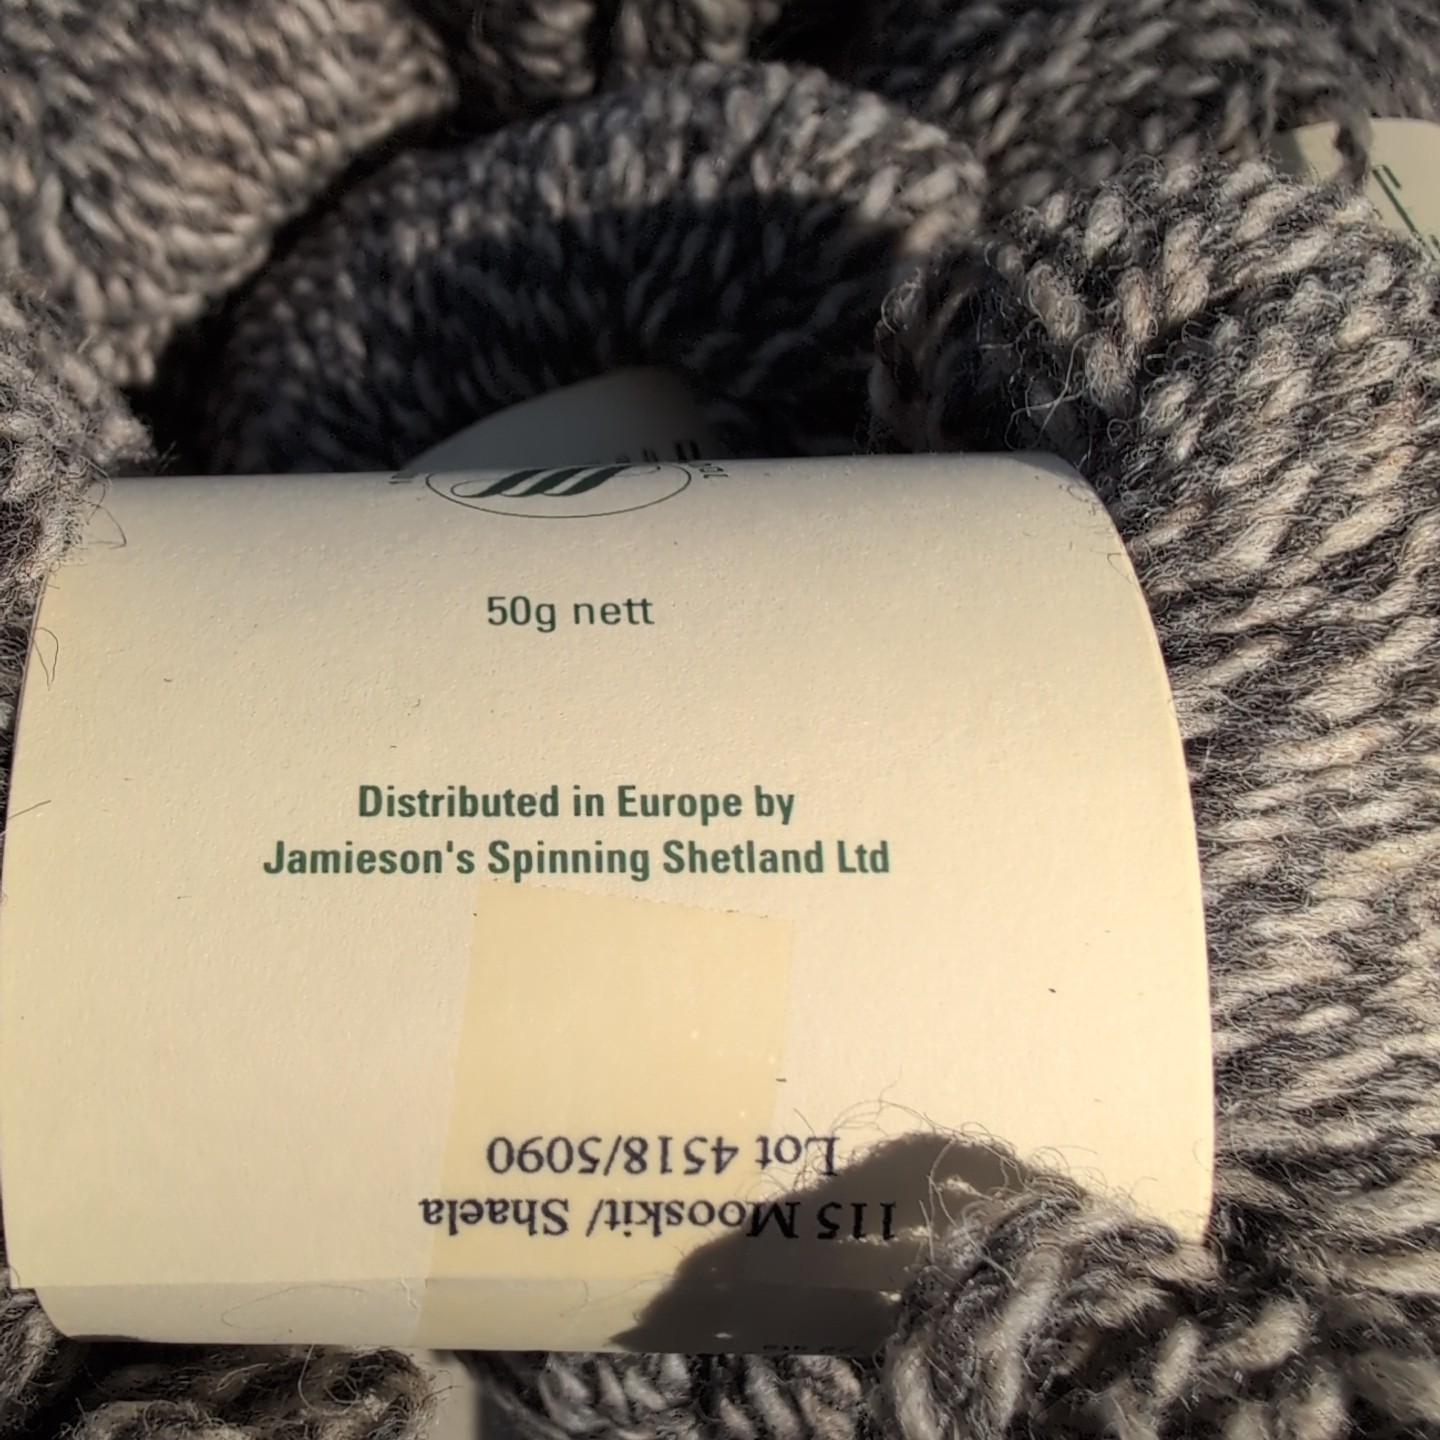 50g nett
Distributed in Europe by
Jamieson's Spinning Shetland Ltd
115 Mooskit/ Shaela
Lot 4518/5090